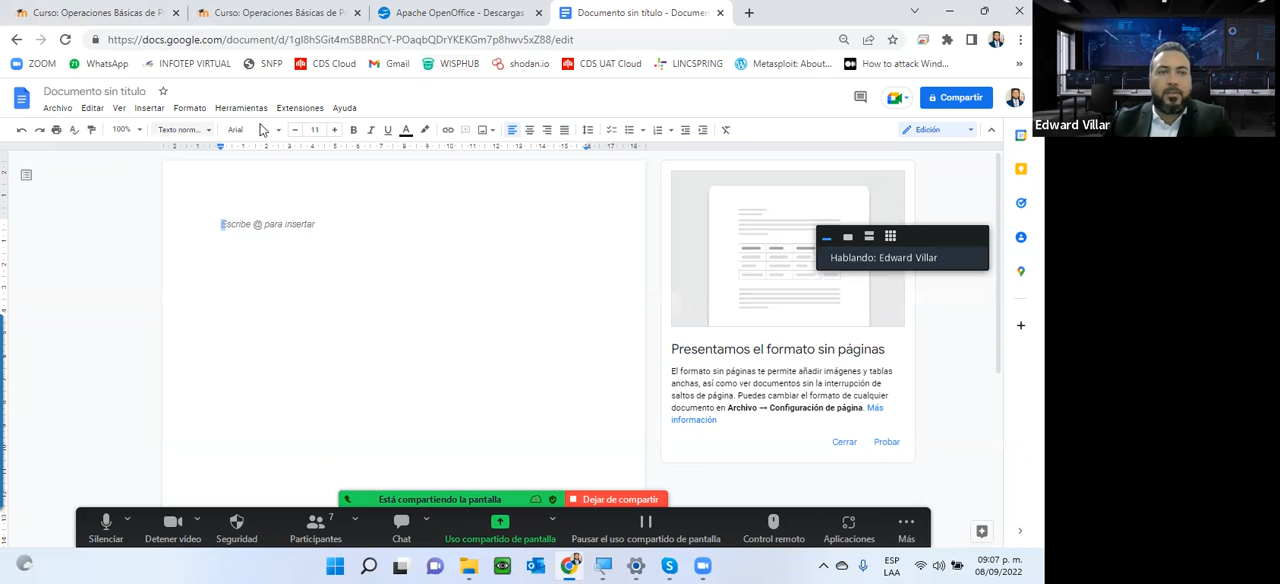 Curso: Operaciones Básicas de P
Curso: Operaciones Básicas de P
Apache OpenOffice - Descargas
Documento sin título - Documen
https://docs.google.com/document/d/1gI8hSGit4mSBBRnCY-POaqbQDrYKEKGm7p8hwv5xZ88/edit
ZOOM
WhatsApp
INFOTEP VIRTUAL
SNFP
CDS Cloud
Gmail
WISPHUB
shodan.io
CDS UAT Cloud
LINCSPRING
Metasploit: About...
How to attack Wind...
Documento sin título
Archivo Editar Ver Insertar Formato Herramientas Extensiones Ayuda
Compartir
100% Texto norm... Arial 11
Edición
Escribe @ para insertar
Hablando: Edward Villar
Presentamos el formato sin páginas
El formato sin páginas te permite añadir imágenes y tablas
anchas, así como ver documentos sin la interrupción de
saltos de página. Puedes cambiar el formato de cualquier
documento en Archivo → Configuración de página. Más
información
Cerrar Probar
Edward Villar
Está compartiendo la pantalla
Dejar de compartir
7
Silenciar
Detener vídeo
Seguridad
Participantes
Chat
Uso compartido de pantalla
Pausar el uso compartido de pantalla
Control remoto
Aplicaciones
Más
ESP
LAA
09:07 p. m.
08/09/2022